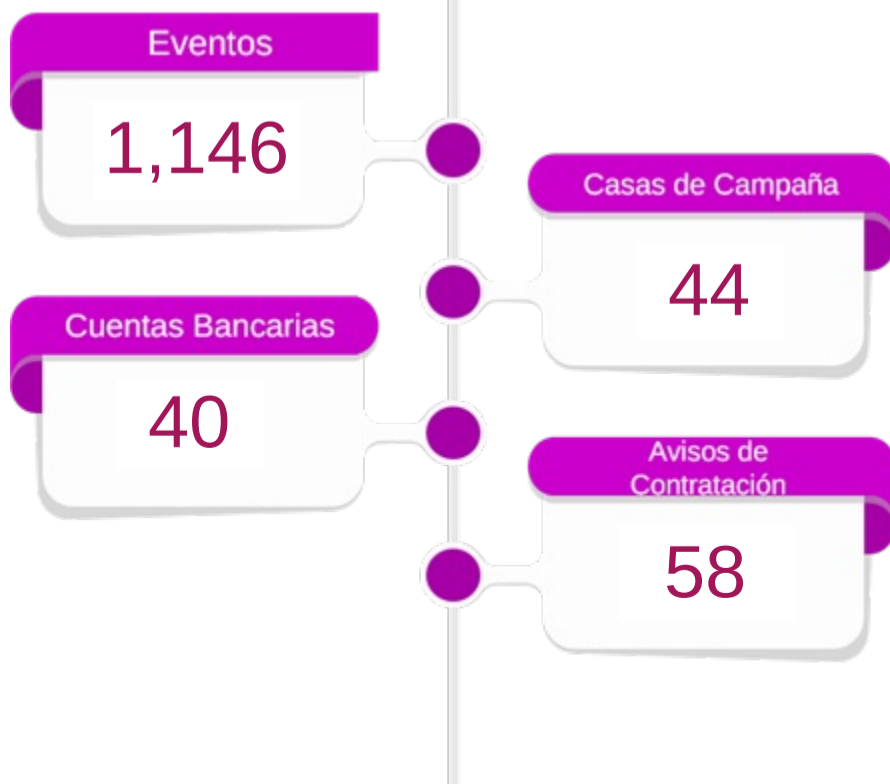 Eventos
1,146
Casas de Campaña
44
Cuentas Bancarias
40
Avisos de
Contratación
58